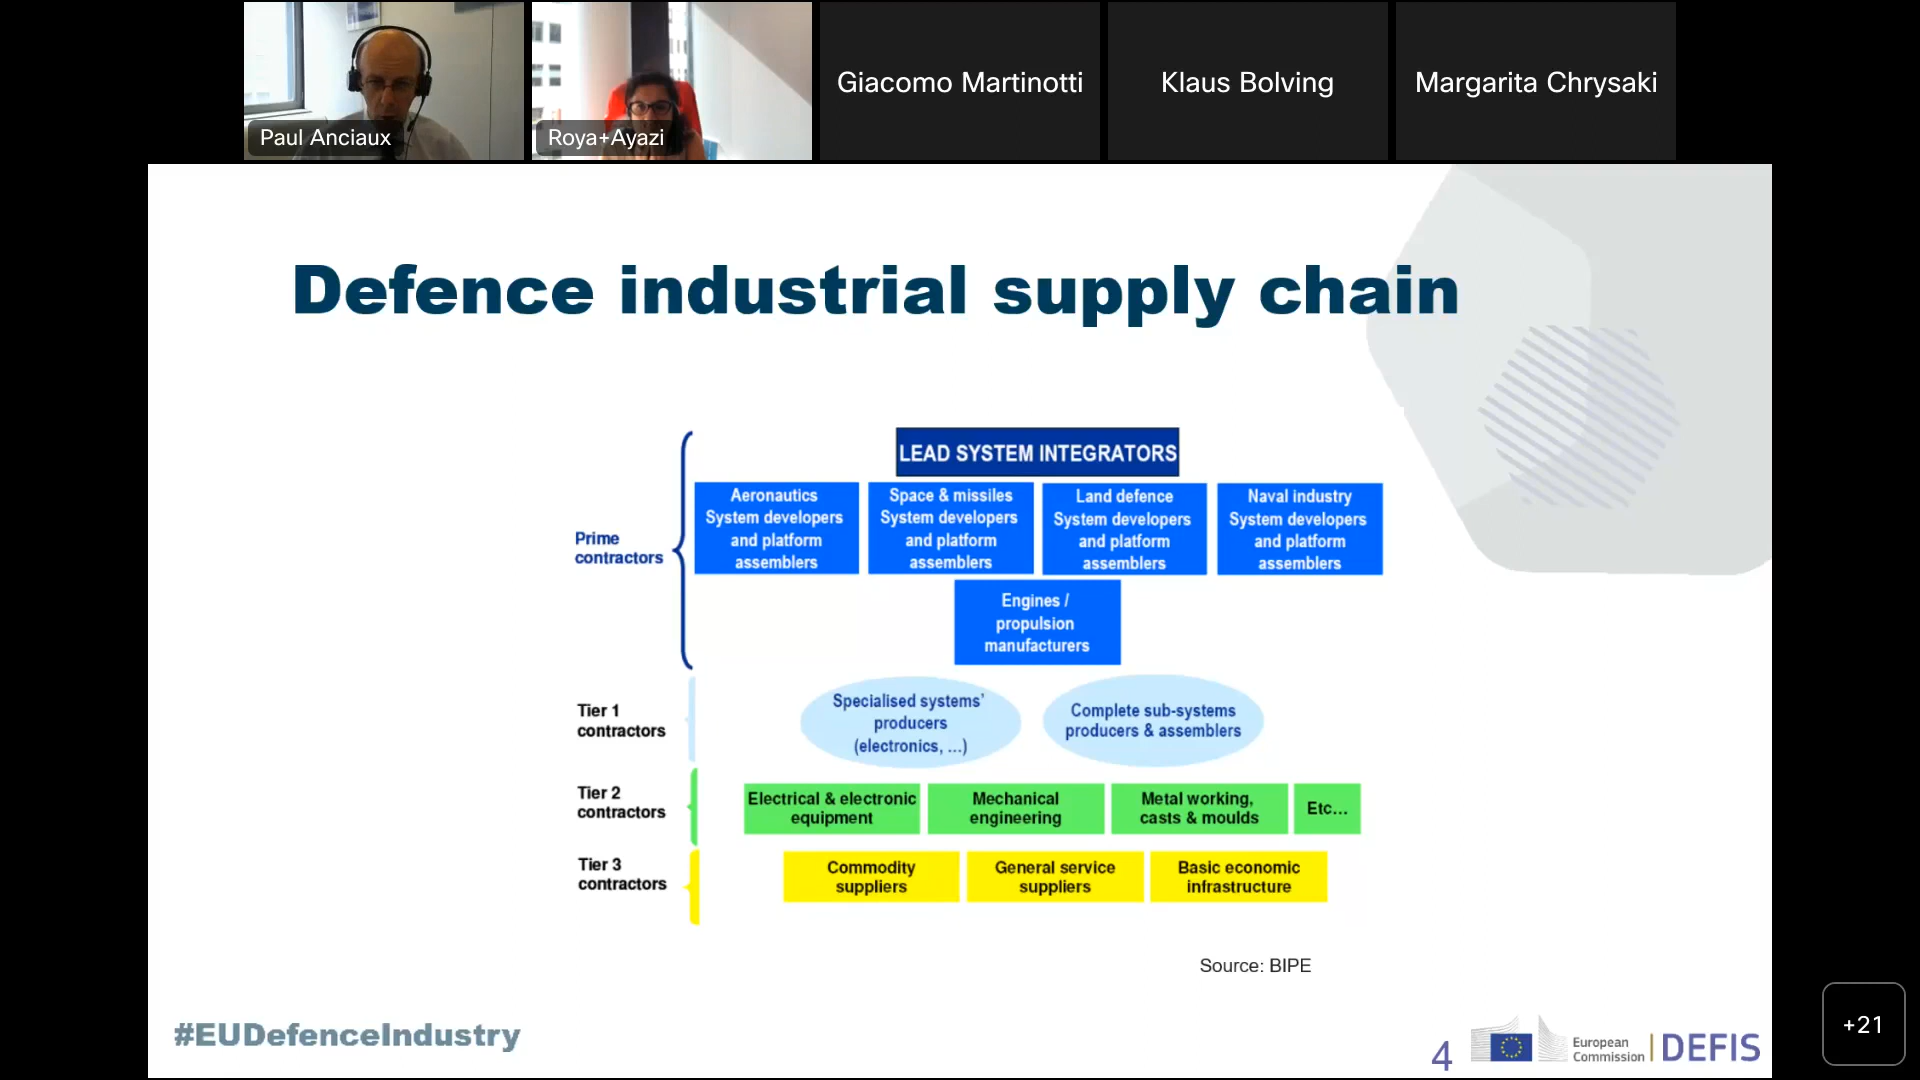 Paul Anciaux
Roya+Ayazi
Giacomo Martinotti
Klaus Bolving
Margarita Chrysaki
Defence industrial supply chain
LEAD SYSTEM INTEGRATORS
Prime
contractors
Aeronautics
System developers
and platform
assemblers
Space & missiles
System developers
and platform
assemblers
Land defence
System developers
and platform
assemblers
Naval industry
System developers
and platform
assemblers
Engines /
propulsion
manufacturers
Tier 1
contractors
Specialised systems’
producers
(electronics, ...)
Complete sub-systems
producers & assemblers
Tier 2
contractors
Electrical & electronic
equipment
Mechanical
engineering
Metal working,
casts & moulds
Etc...
Tier 3
contractors
Commodity
suppliers
General service
suppliers
Basic economic
infrastructure
Source: BIPE
#EUDefenceIndustry
4
European
Commission
DEFIS
+21